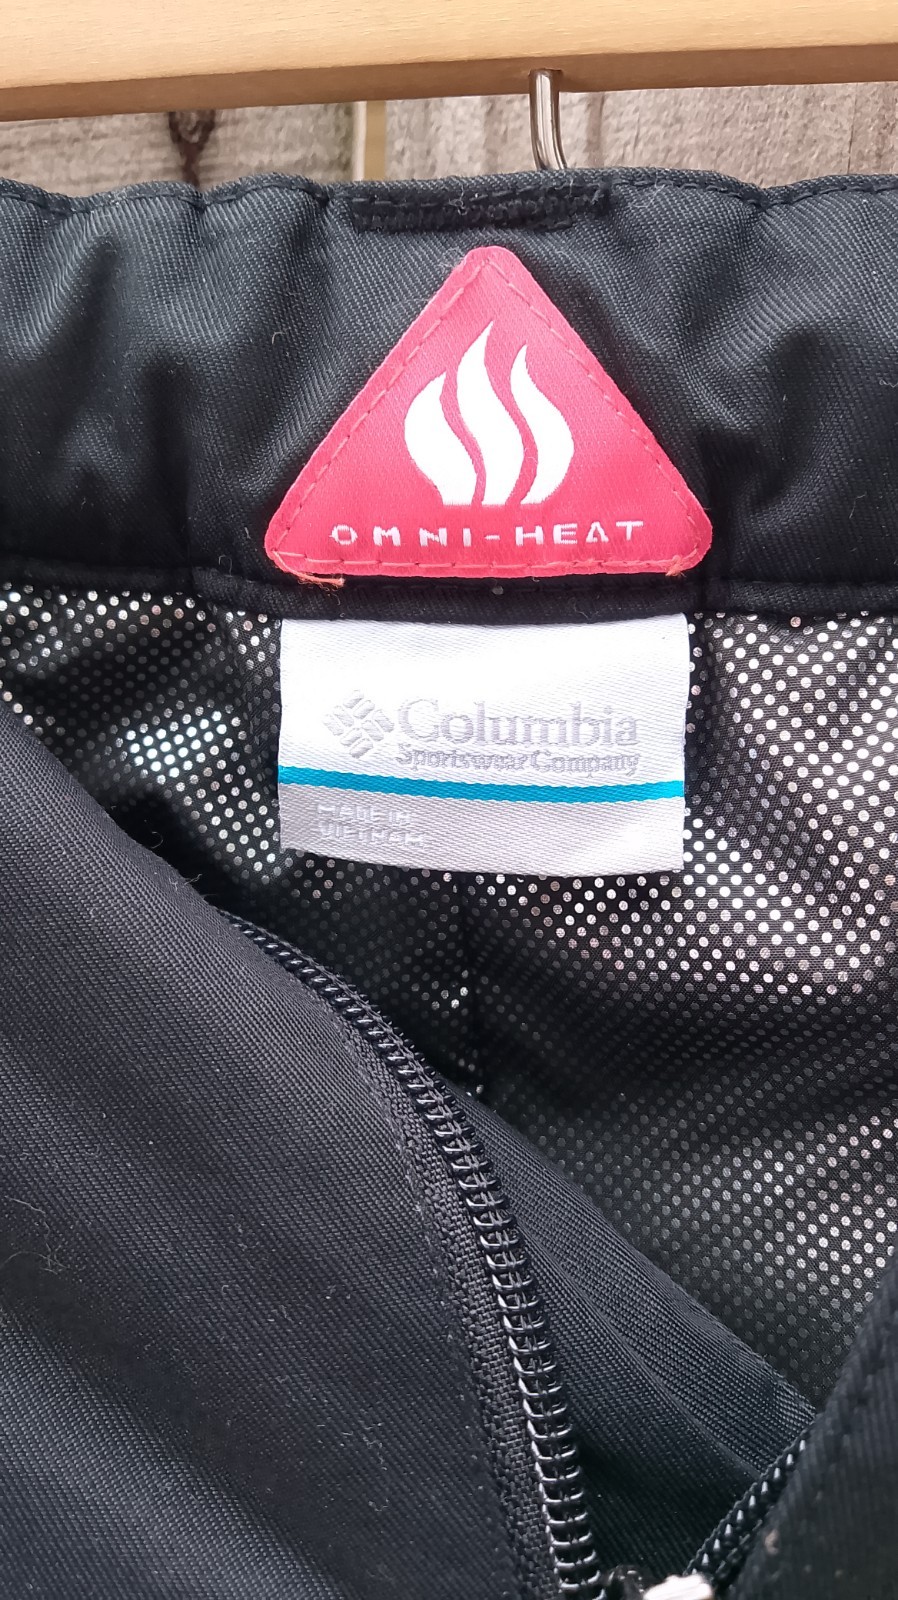 OMNI-HEAT
Columbia
Sportswear Company
MADE IN
VIETNAM